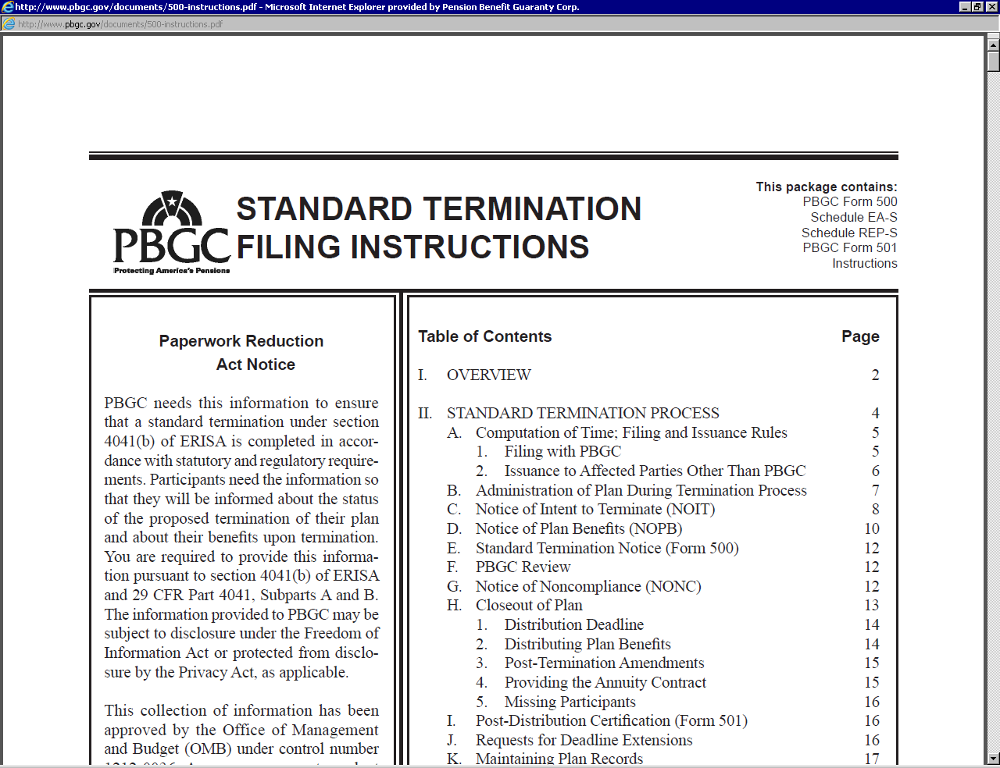 http://www.pbgc.gov/documents/500-instructions.pdf - Microsoft Internet Explorer provided by Pension Benefit Guaranty Corp.
http://www.pbgc.gov/documents/500-instructions.pdf
PBGC
Protecting America's Pensions
STANDARD TERMINATION
FILING INSTRUCTIONS
This package contains:
PBGC Form 500
Schedule EA-S
Schedule REP-S
PBGC Form 501
Instructions
Paperwork Reduction
Act Notice
PBGC needs this information to ensure
that a standard termination under section
4041(b) of ERISA is completed in accor-
dance with statutory and regulatory require-
ments. Participants need the information so
that they will be informed about the status
of the proposed termination of their plan
and about their benefits upon termination.
You are required to provide this informa-
tion pursuant to section 4041(b) of ERISA
and 29 CFR Part 4041, Subparts A and B.
The information provided to PBGC may be
subject to disclosure under the Freedom of
Information Act or protected from disclo-
sure by the Privacy Act, as applicable.
This collection of information has been
approved by the Office of Management
and Budget (OMB) under control number
Table of Contents Page
I. OVERVIEW 2
II. STANDARD TERMINATION PROCESS 4
A. Computation of Time; Filing and Issuance Rules 5
1. Filing with PBGC 5
2. Issuance to Affected Parties Other Than PBGC 6
B. Administration of Plan During Termination Process 7
C. Notice of Intent to Terminate (NOIT) 8
D. Notice of Plan Benefits (NOPB) 10
E. Standard Termination Notice (Form 500) 12
F. PBGC Review 12
G. Notice of Noncompliance (NONC) 12
H. Closeout of Plan 13
1. Distribution Deadline 14
2. Distributing Plan Benefits 14
3. Post-Termination Amendments 15
4. Providing the Annuity Contract 15
5. Missing Participants 16
I. Post-Distribution Certification (Form 501) 16
J. Requests for Deadline Extensions 16
K. Maintaining Plan Records 17